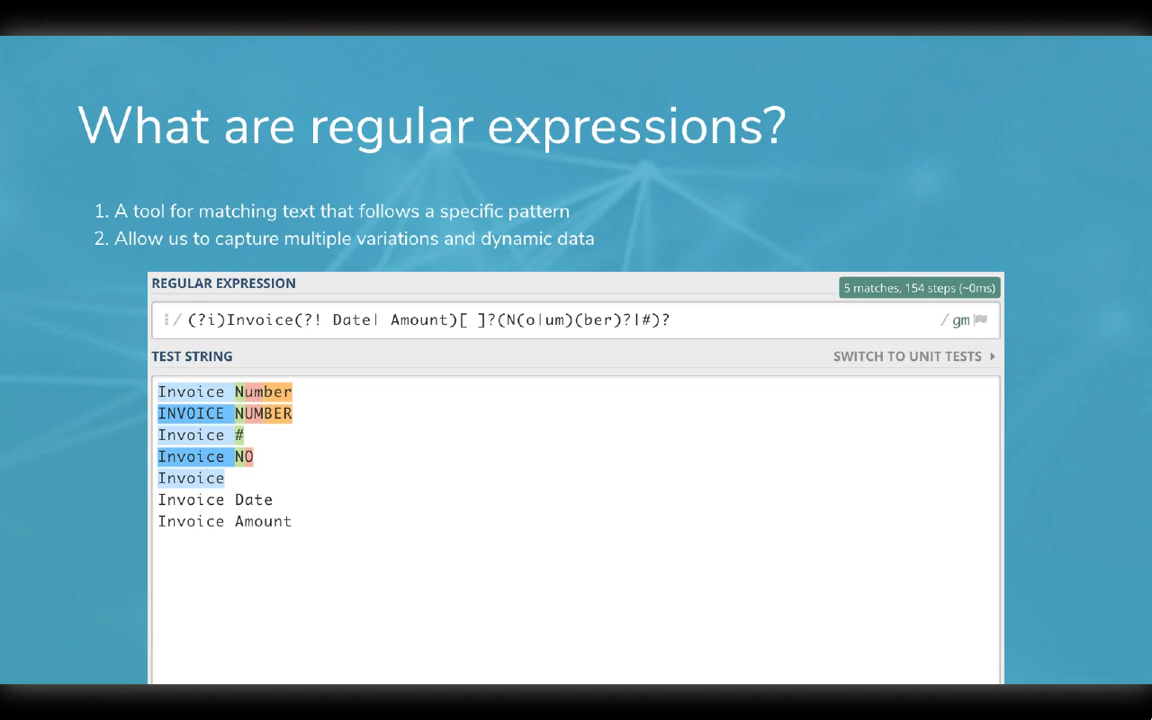 What are regular expressions?
1. A tool for matching text that follows a specific pattern
2. Allow us to capture multiple variations and dynamic data
REGULAR EXPRESSION
5 matches, 154 steps (~0ms)
/ (?i)Invoice(?! Date| Amount)[ ]?(N(o|um)(ber)?|#)? / gm
TEST STRING
SWITCH TO UNIT TESTS
Invoice Number
INVOICE NUMBER
Invoice #
Invoice NO
Invoice
Invoice Date
Invoice Amount